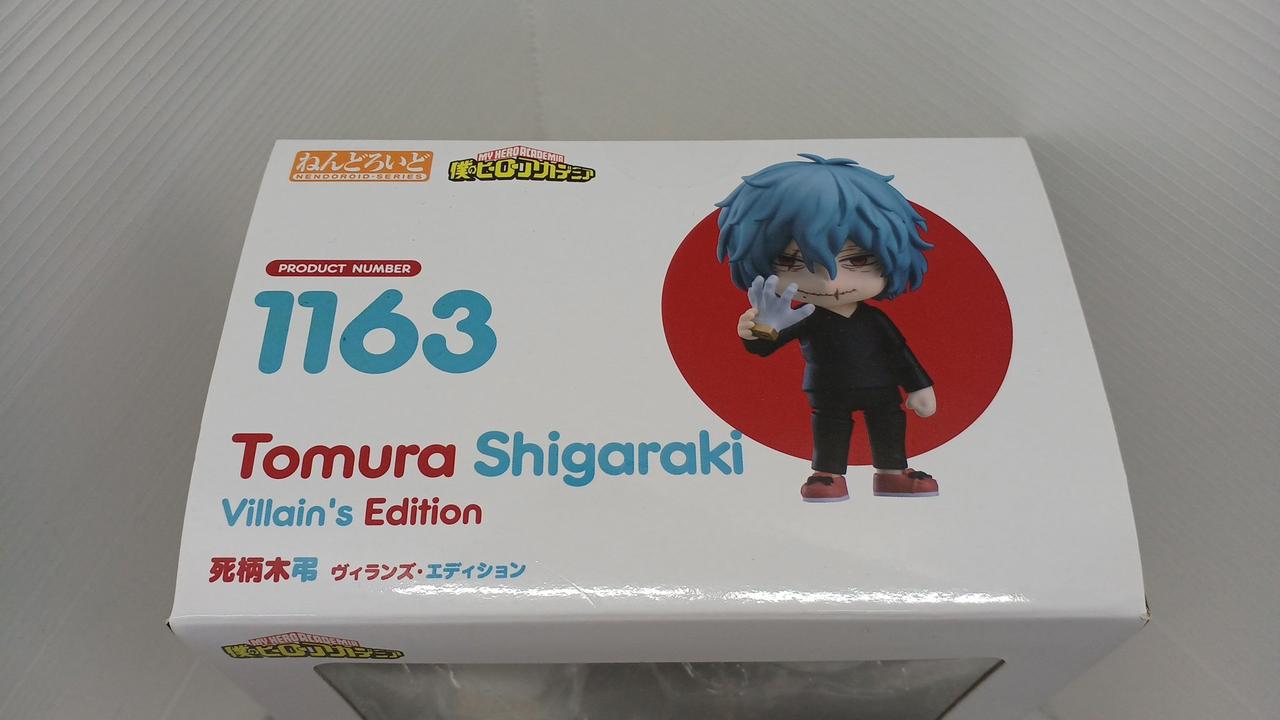 ねんどろいど
NENDOROID-SERIES
MY HERO ACADEMIA
僕のヒーローアカデミア
PRODUCT NUMBER
1163
Tomura Shigaraki
Villain's Edition
死柄木弔 ヴィランズ・エディション
MY HERO ACADEMIA
僕のヒーローアカデミア